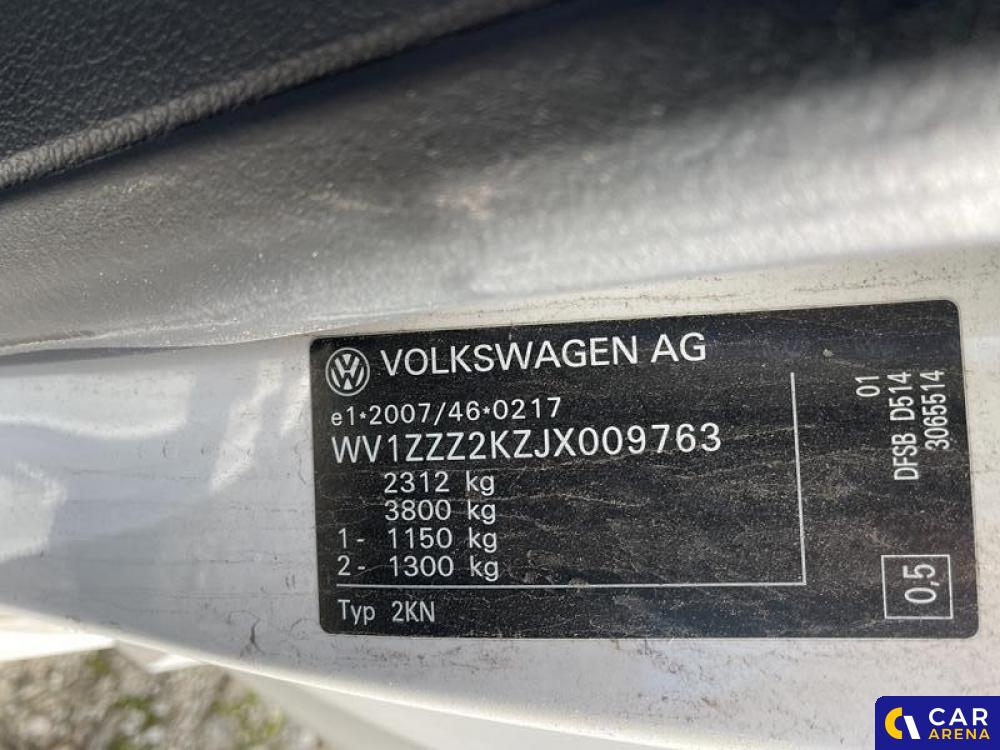 VOLKSWAGEN AG
e1*2007/46*0217
WV1ZZZ2KZJX009763
2312 kg
3800 kg
1- 1150 kg
2- 1300 kg
Typ 2KN
01
DFSB D514
3065514
0,5
CAR
ARENA